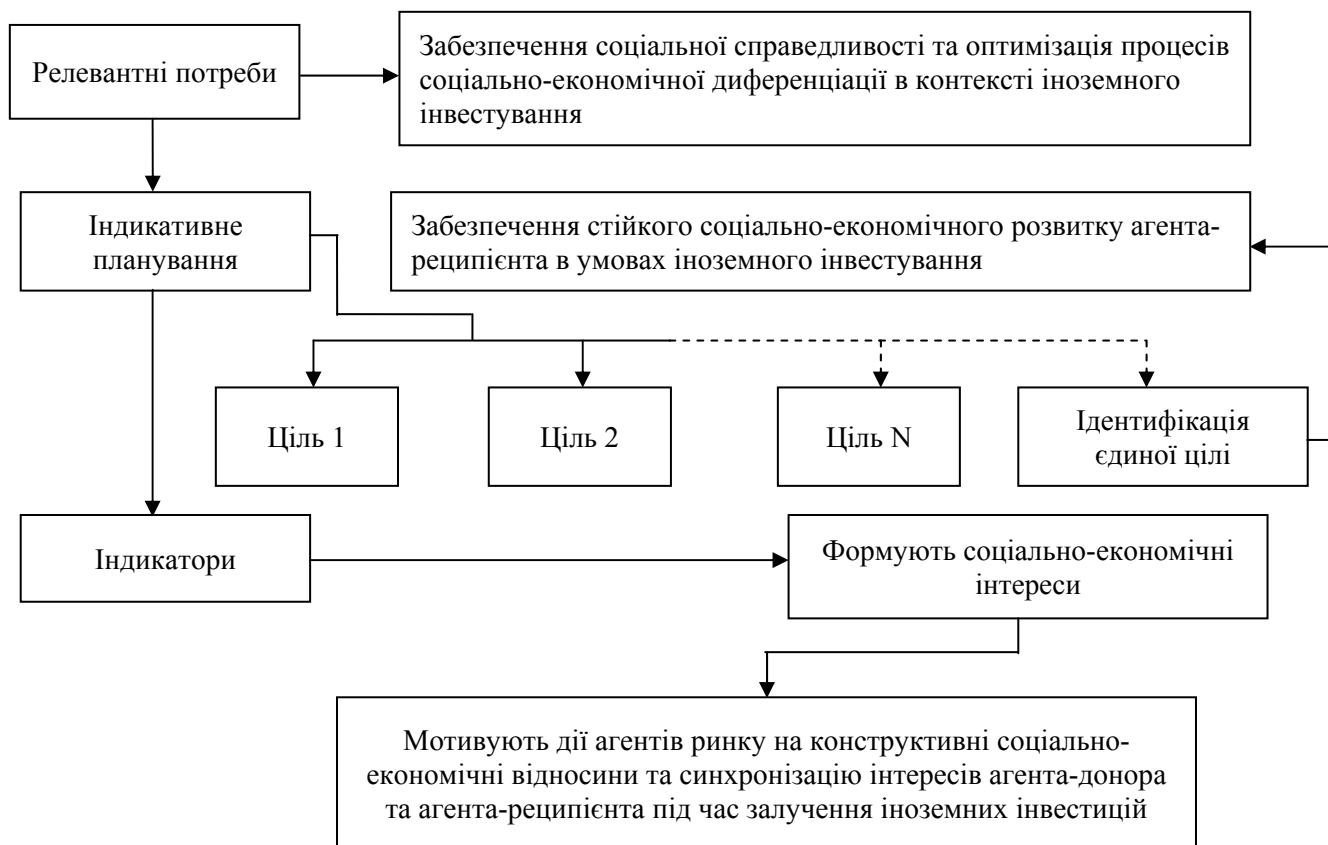 Релевантні потреби
Забезпечення соціальної справедливості та оптимізація процесів
соціально-економічної диференціації в контексті іноземного
інвестування
Індикативне
планування
Забезпечення стійкого соціально-економічного розвитку агента-
реципієнта в умовах іноземного інвестування
Ціль 1
Ціль 2
Ціль N
Ідентифікація
єдиної цілі
Індикатори
Формують соціально-економічні
інтереси
Мотивують дії агентів ринку на конструктивні соціально-
економічні відносини та синхронізацію інтересів агента-донора
та агента-реципієнта під час залучення іноземних інвестицій